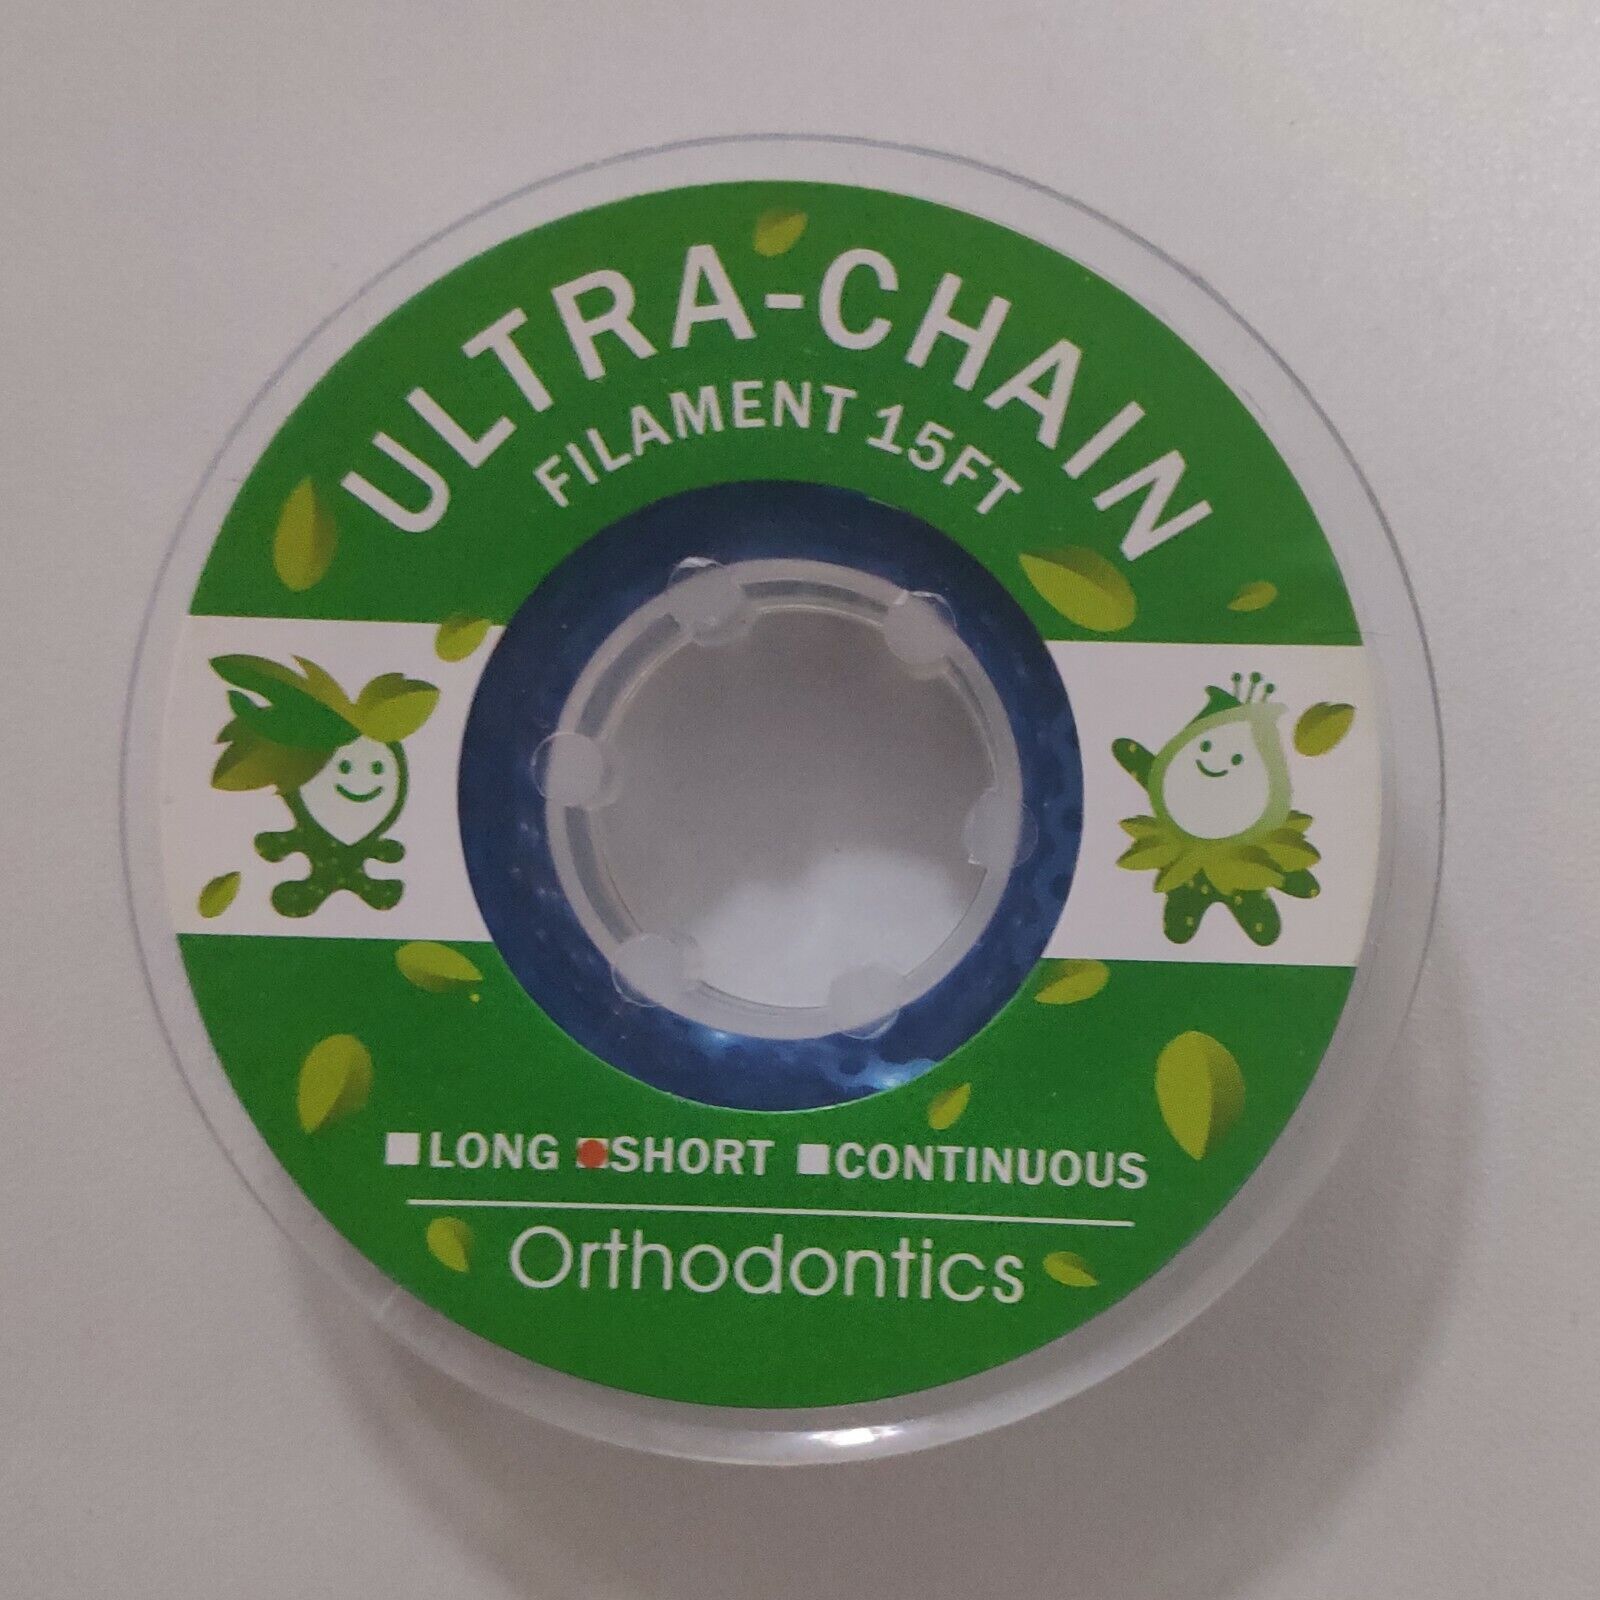 ULTRA-CHAIN
FILAMENT 15FT
LONG SHORT CONTINUOUS
Orthodontics